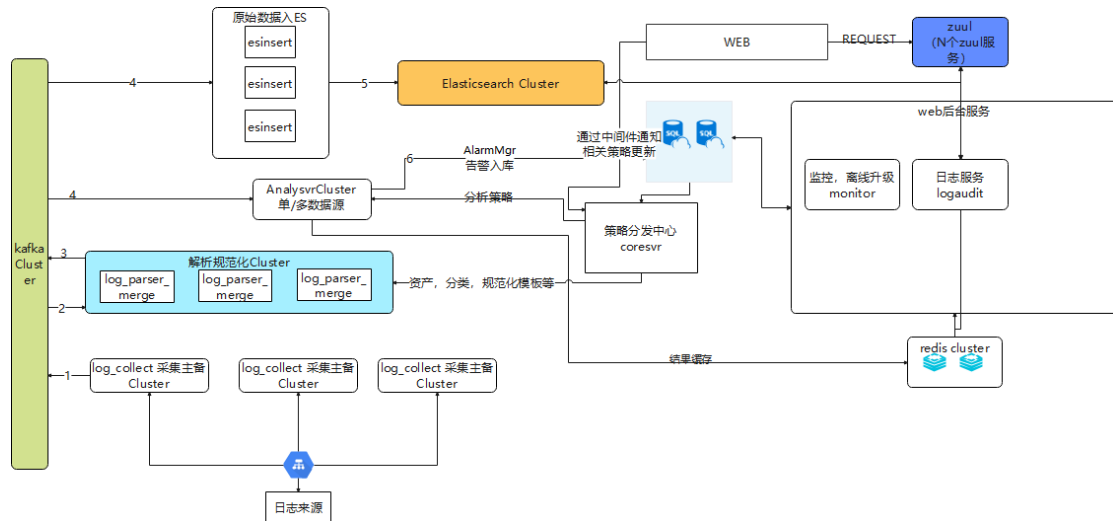 原始数据入ES
esinsert
esinsert
esinsert
4
5
Elasticsearch Cluster
WEB
REQUEST
zuul
(N个zuul服
务)
web后台服务
监控，离线升级
monitor
日志服务
logaudit
通过中间件通知
相关策略更新
SQL
SQL
6
AlarmMgr
告警入库
4
AnalysvrCluster
单/多数据源
分析策略
策略分发中心
coresvr
kafka
Cluster
3
2
解析规范化Cluster
log_parser_
merge
log_parser_
merge
log_parser_
merge
资产，分类，规范化模板等
结果缓存
redis cluster
1
log_collect 采集主备
Cluster
log_collect 采集主备
Cluster
log_collect 采集主备
Cluster
日志来源